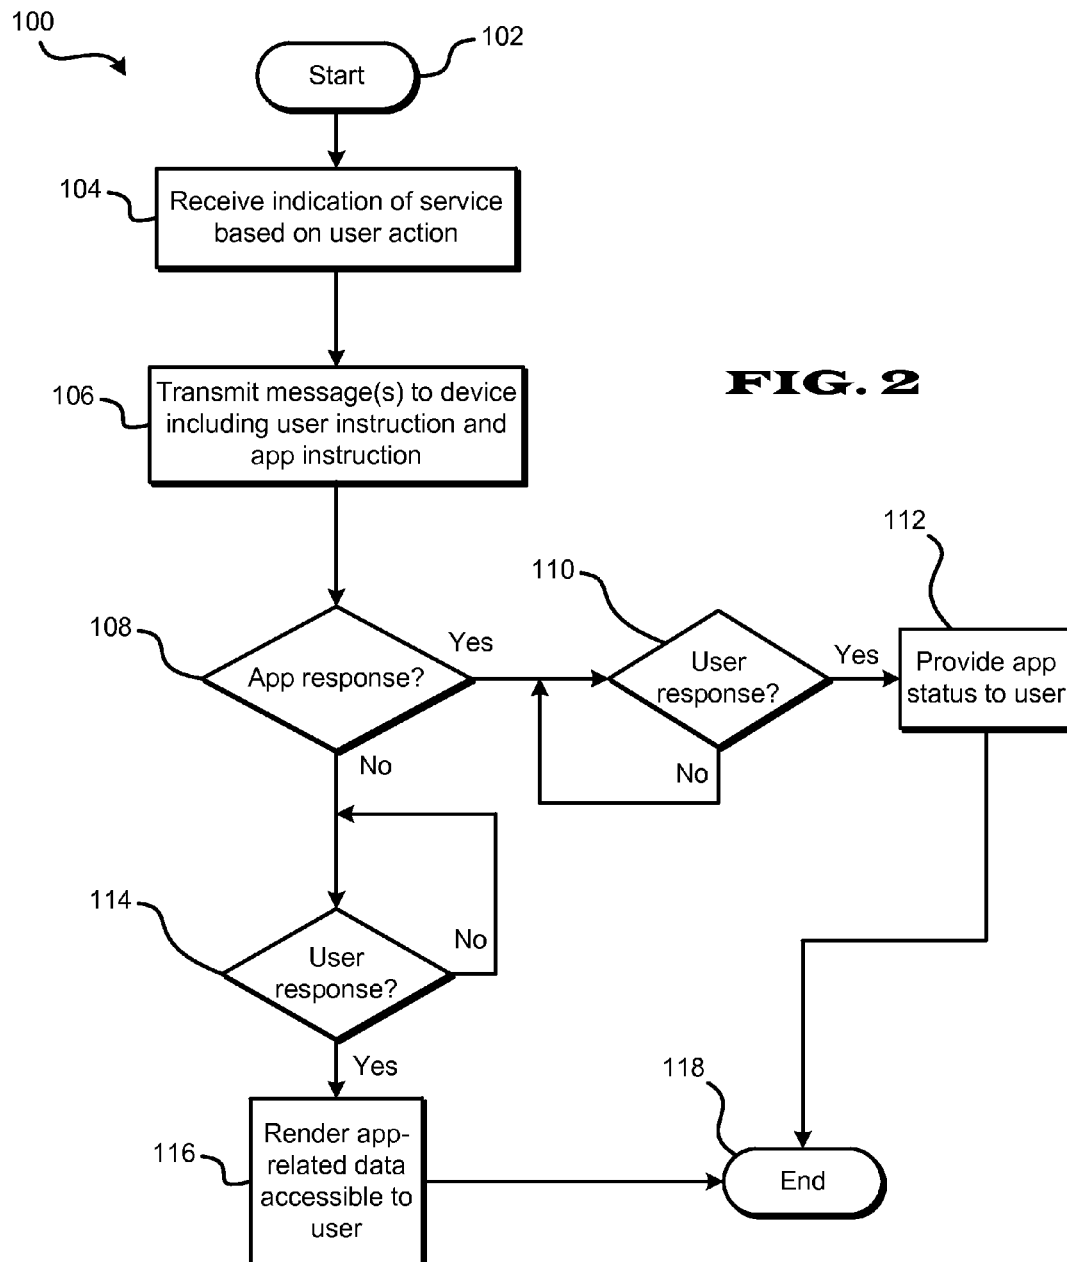 100
102
Start
104
Receive indication of service
based on user action
106
Transmit message(s) to device
including user instruction and
app instruction
FIG. 2
108
App response?
Yes
No
110
User
response?
Yes
No
112
Provide app
status to user
114
User
response?
No
Yes
116
Render app-
related data
accessible to
user
118
End